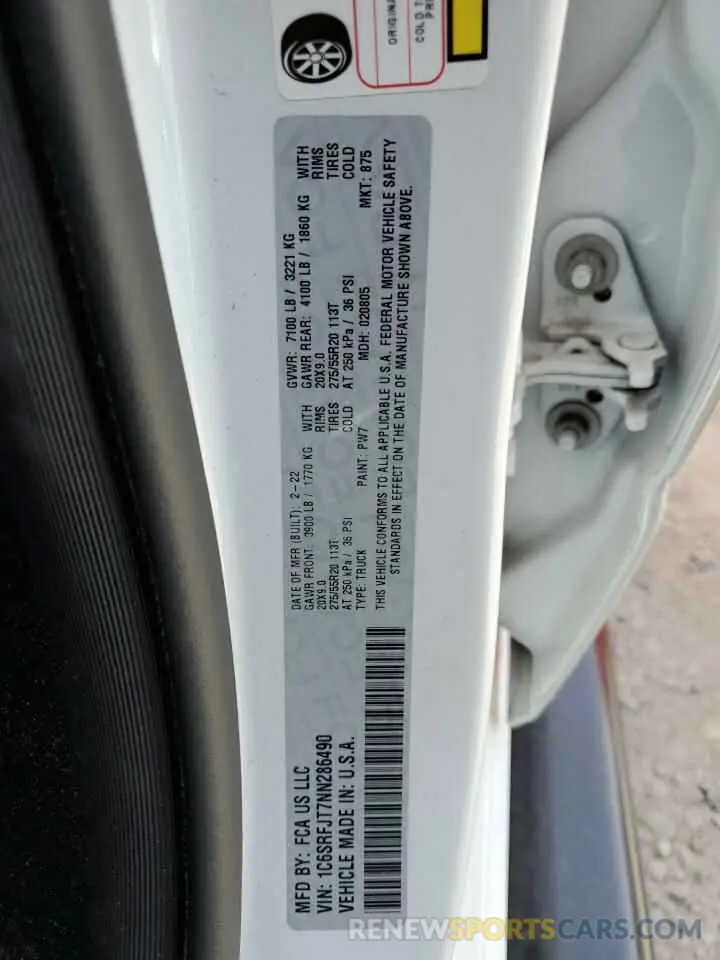 ORIGINA
COLD T
PRE
MFD BY: FCA US LLC
VIN: 1C6SRFJT7NN286490
VEHICLE MADE IN: U.S.A.
DATE OF MFR (BUILT): 2-22 GVWR: 7100 LB / 3221 KG
GAWR FRONT: 3900 LB / 1770 KG WITH GAWR REAR: 4100 LB / 1860 KG WITH
20X9.0 RIMS 20X9.0 RIMS
275/55R20 113T TIRES 275/55R20 113T TIRES
AT 250 kPa / 36 PSI COLD AT 250 kPa / 36 PSI COLD
TYPE: TRUCK PAINT: PW7 MDH: 020805 MKT: 875
THIS VEHICLE CONFORMS TO ALL APPLICABLE U.S.A. FEDERAL MOTOR VEHICLE SAFETY
STANDARDS IN EFFECT ON THE DATE OF MANUFACTURE SHOWN ABOVE.
RENEWSPORTSCARS.COM